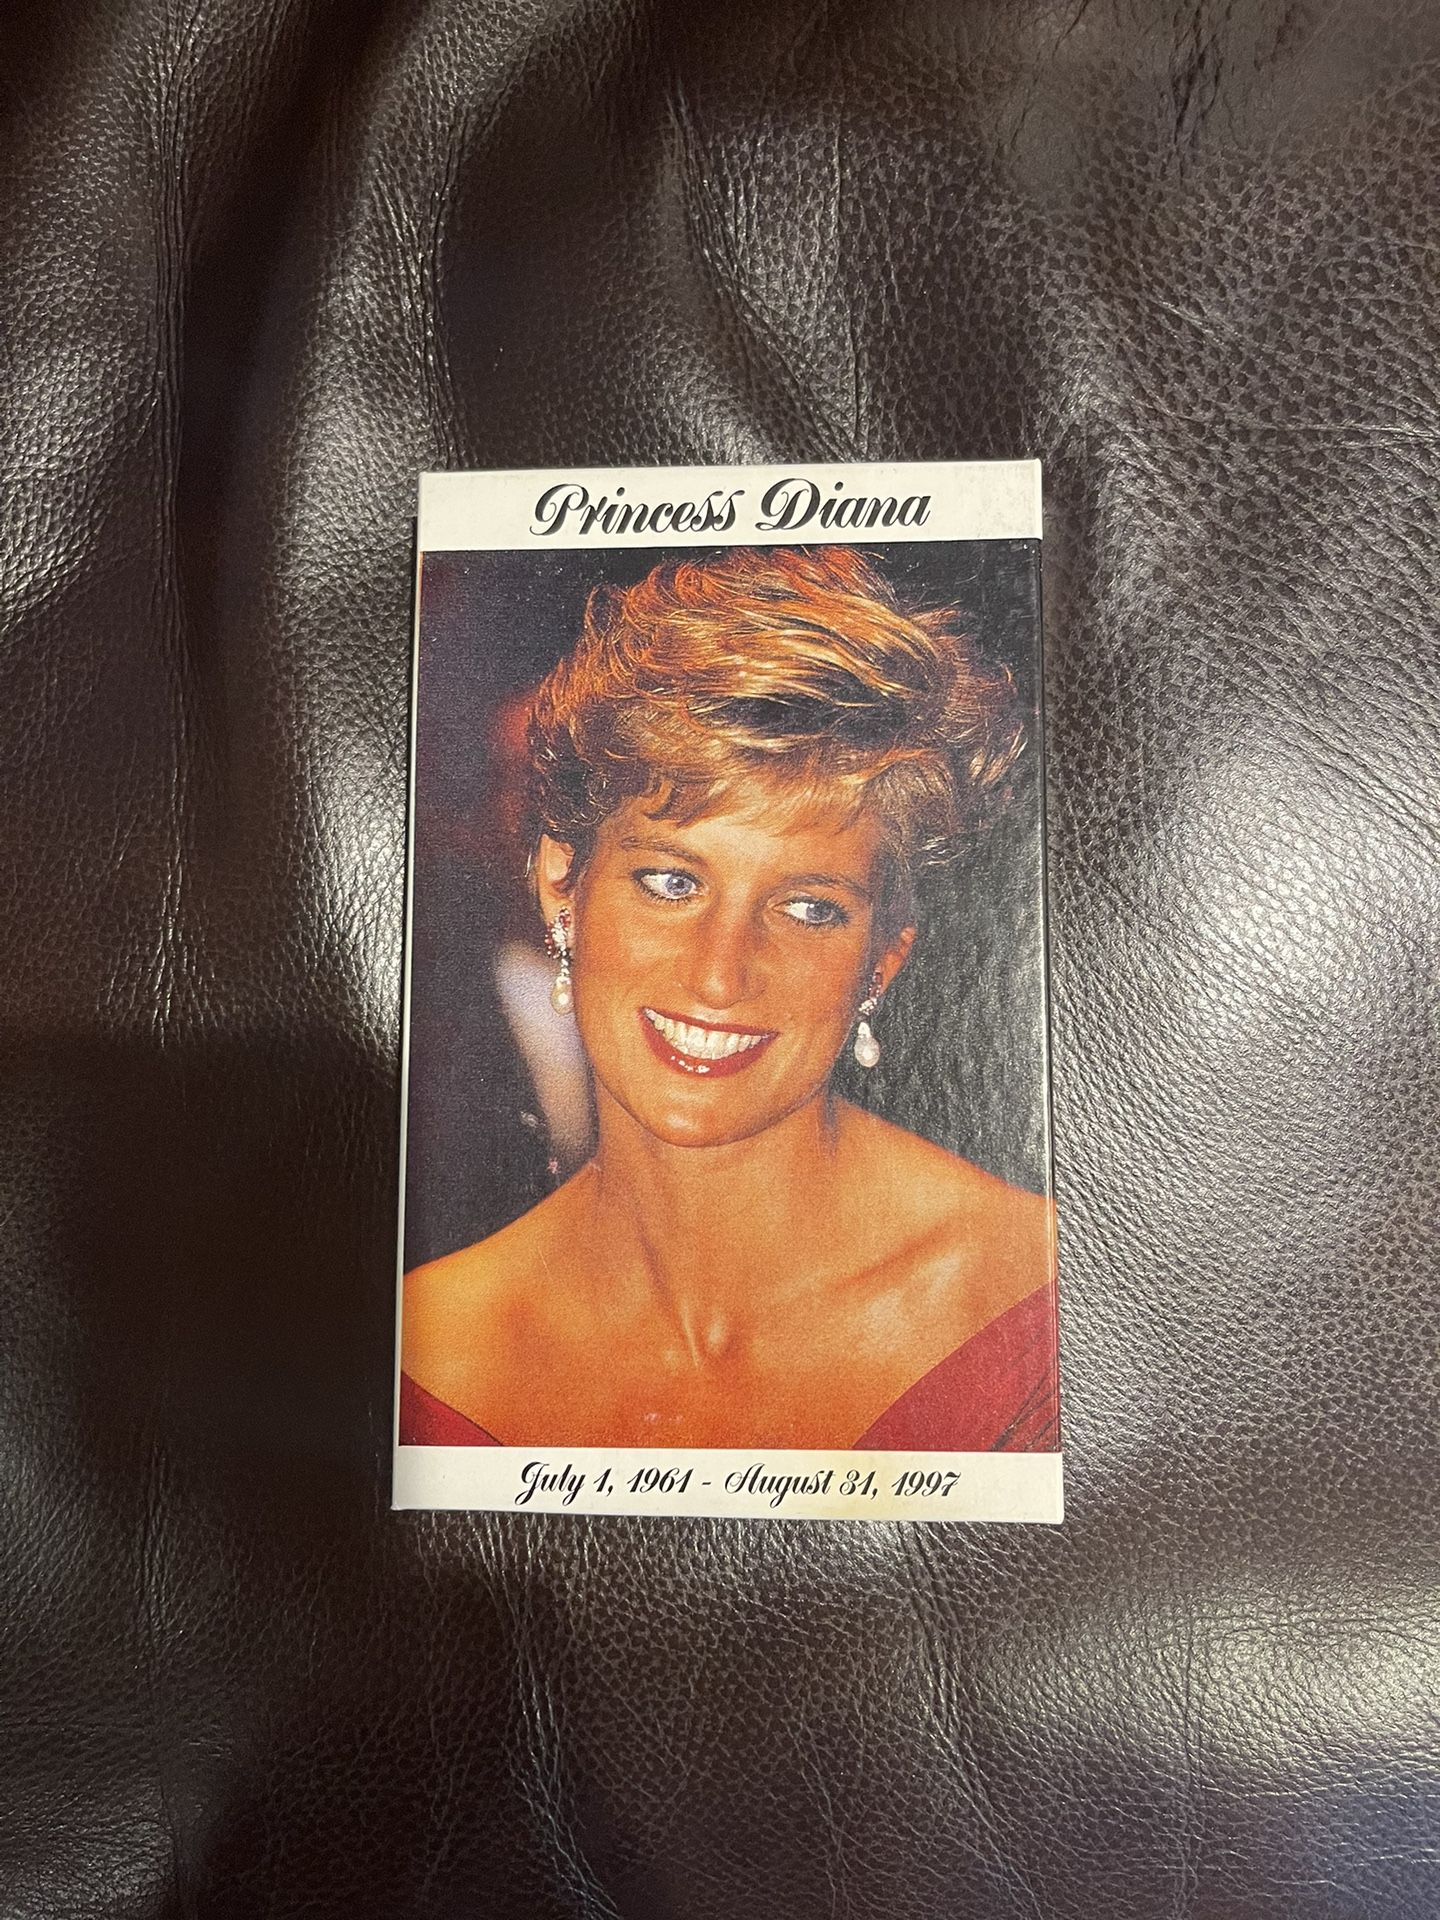 Princess Diana
July 1, 1961 - August 31, 1997